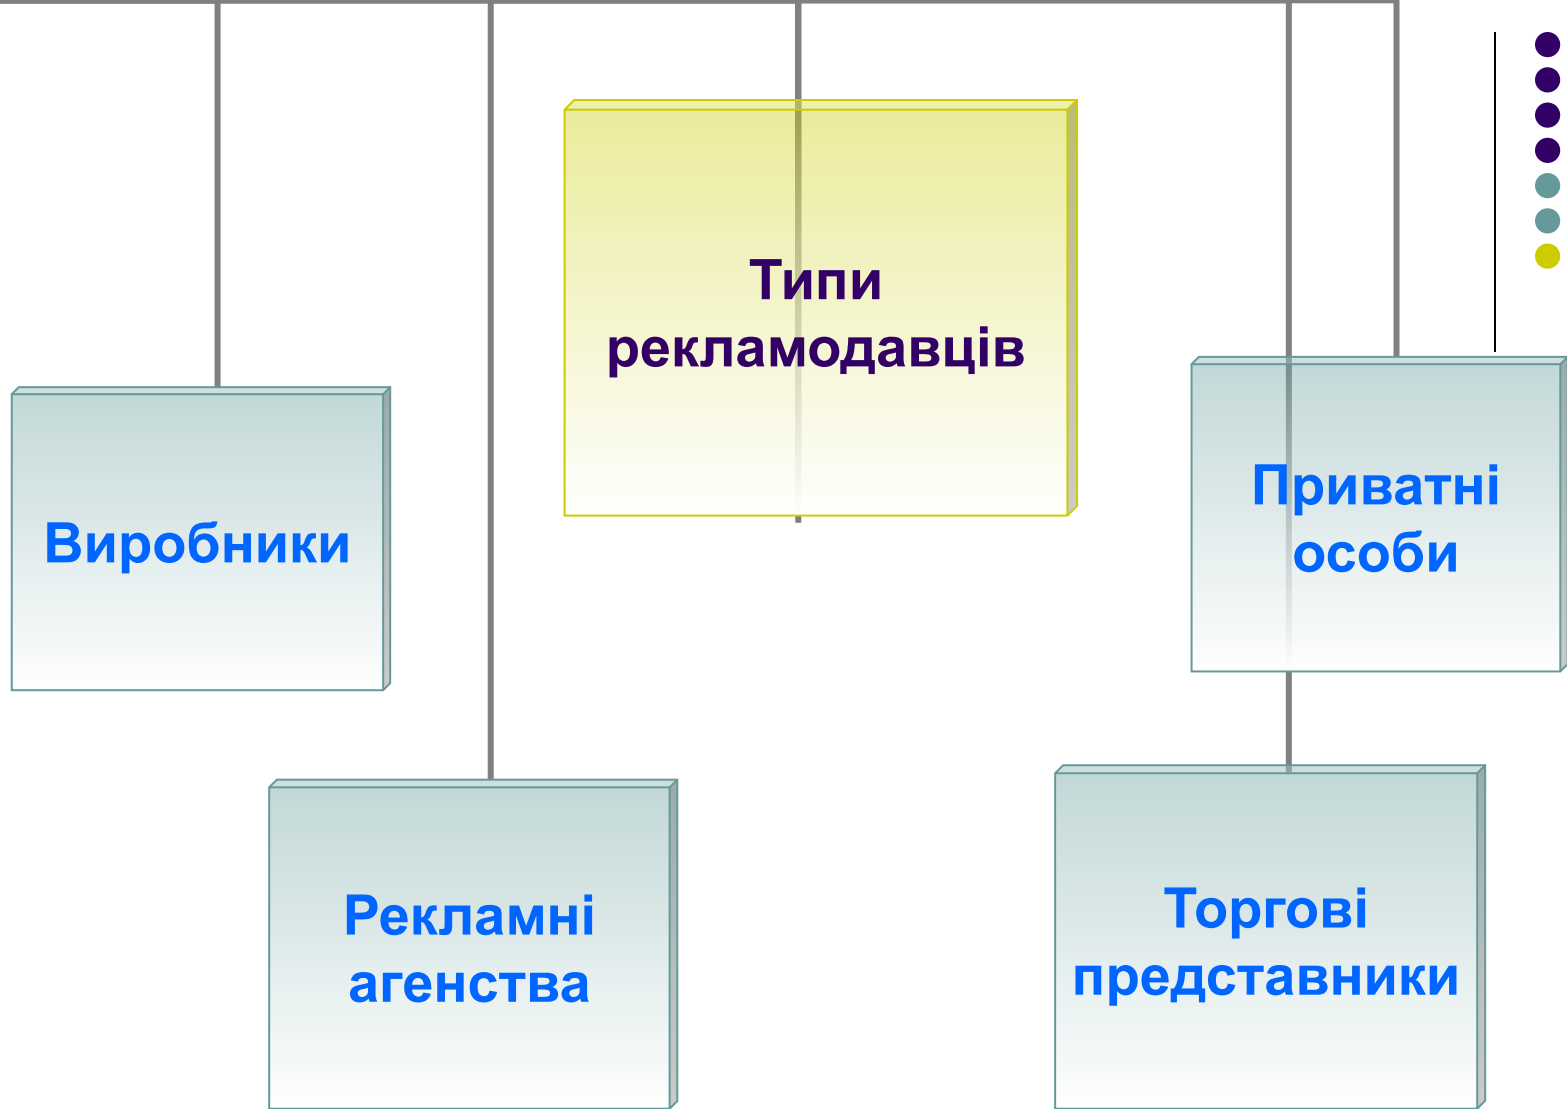 Типи
рекламодавців
Виробники
Приватні
особи
Рекламні
агенства
Торгові
представники